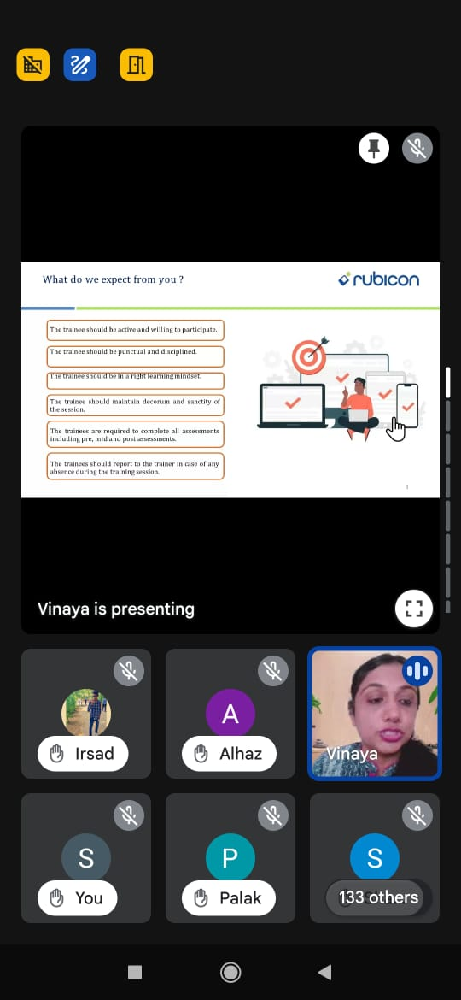 What do we expect from you ?
rubicon
The trainee should be active and willing to participate.
The trainee should be punctual and disciplined.
The trainee should be in a right learning mindset.
The trainee should maintain decorum and sanctity of
the session.
The trainees are required to complete all assessments
including pre, mid and post assessments.
The trainees should report to the trainer in case of any
absence during the training session.
3
Vinaya is presenting
Irsad
A
Alhaz
Vinaya
S
You
P
Palak
S
133 others